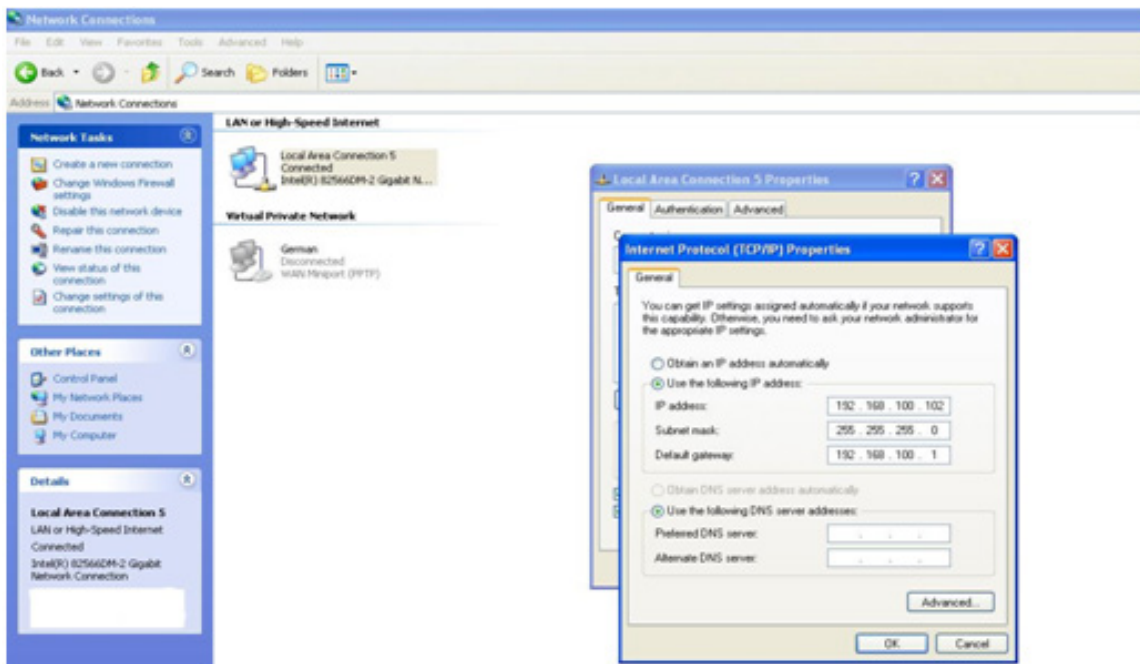 Network Connections
File Edit View Favorites Tools Advanced Help
Back Search Folders
Address Network Connections
Network Tasks
Create a new connection
Change Windows Firewall
settings
Disable this network device
Repair this connection
Rename this connection
View status of this
connection
Change settings of this
connection
Other Places
Control Panel
My Network Places
My Documents
My Computer
Details
Local Area Connection 5
LAN or High-Speed Internet
Connected
Intel(R) 82566DM-2 Gigabit
Network Connection
LAN or High-Speed Internet
Local Area Connection 5
Connected
Intel(R) 82566DM-2 Gigabit N...
Virtual Private Network
German
Disconnected
WAN Miniport (PPTP)
Local Area Connection 5 Properties
General Authentication Advanced
Internet Protocol (TCP/IP) Properties
General
You can get IP settings assigned automatically if your network supports
this capability. Otherwise, you need to ask your network administrator for
the appropriate IP settings.
Obtain an IP address automatically
Use the following IP address:
IP address: 192 . 168 . 100 . 102
Subnet mask: 255 . 255 . 255 . 0
Default gateway: 192 . 168 . 100 . 1
Obtain DNS server address automatically
Use the following DNS server addresses:
Preferred DNS server: . . .
Alternate DNS server: . . .
Advanced...
OK Cancel